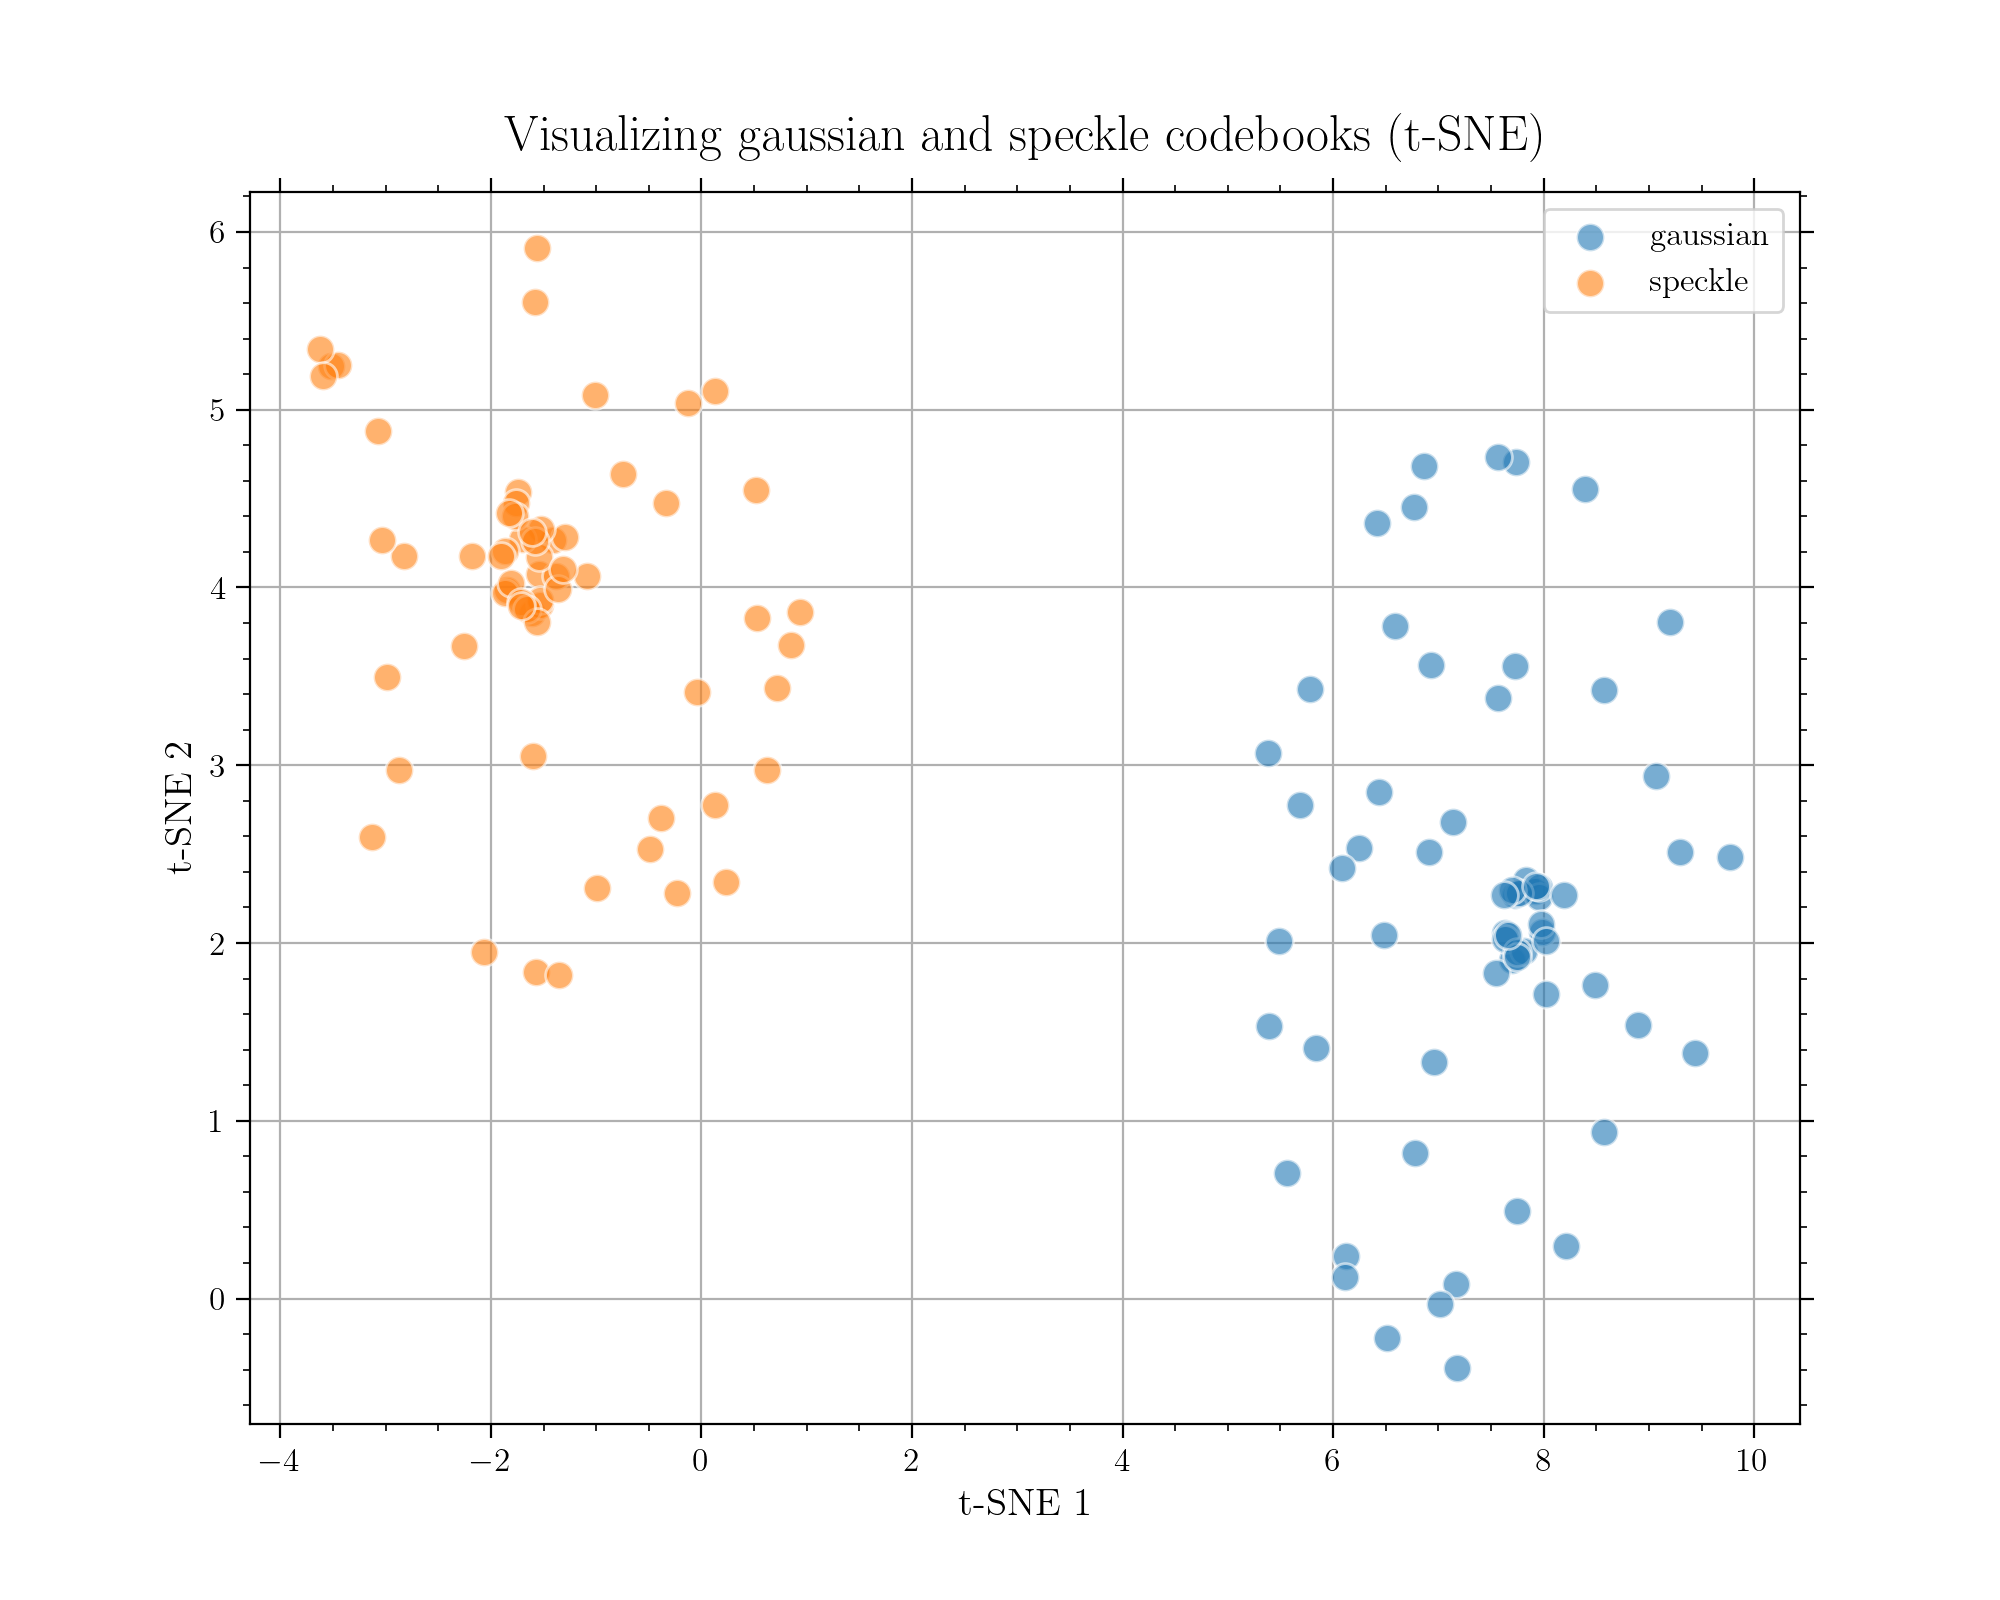 Visualizing gaussian and speckle codebooks (t-SNE)
gaussian
speckle
6
5
4
3
2
1
0
t-SNE 2
−4 −2 0 2 4 6 8 10
t-SNE 1